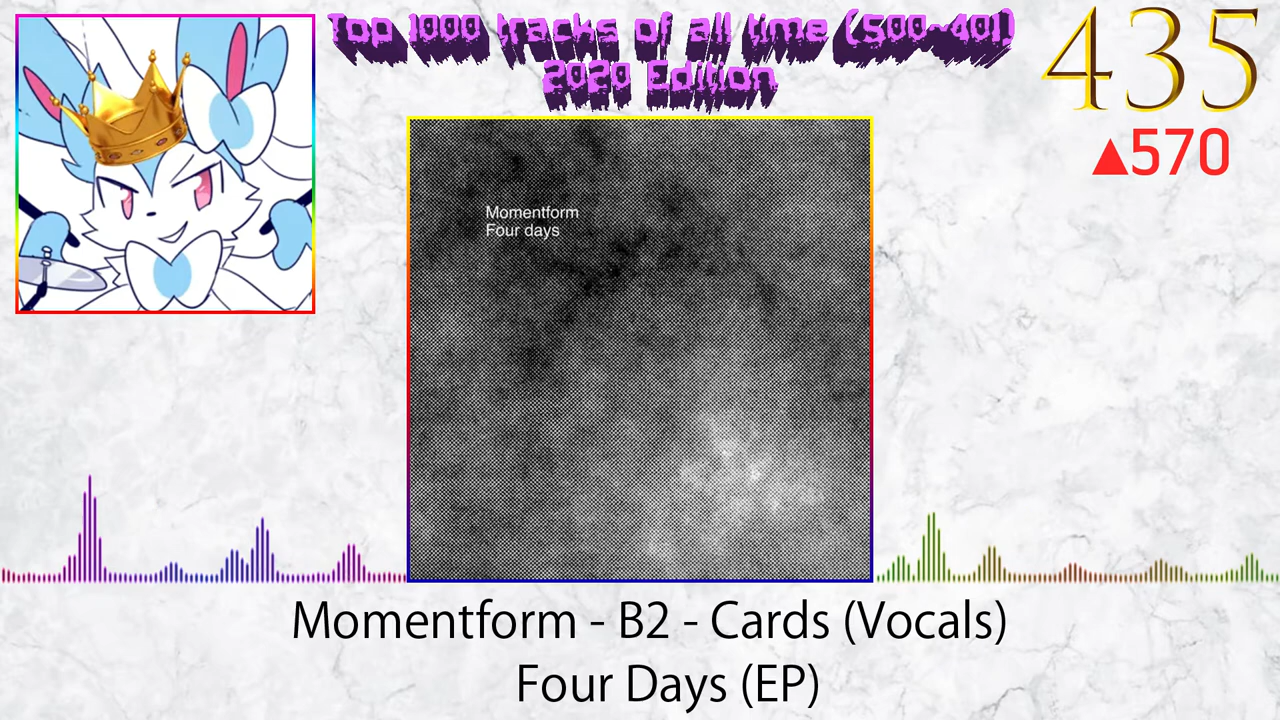 Top 1000 tracks of all time (500~401)
2020 Edition
435
▲570
Momentform
Four days
Momentform - B2 - Cards (Vocals)
Four Days (EP)